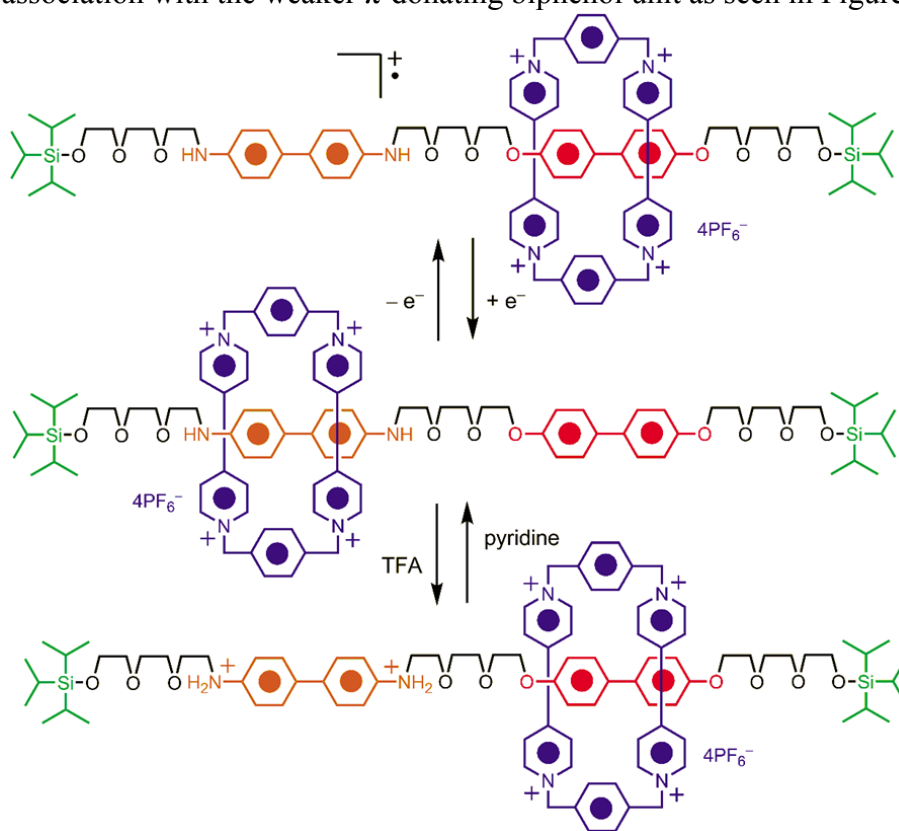 association with the weaker π-donating biphenol unit as seen in Figure
+
•
+ N N +
Si O O O HN NH O O O O O O O Si
+ N N + 4PF6⁻
– e⁻ + e⁻
+ N N +
Si O O O HN NH O O O O O O O Si
4PF6⁻ + N N +
TFA pyridine
+ N N +
Si O O O H2N + + NH2 O O O O O O O Si
+ N N + 4PF6⁻